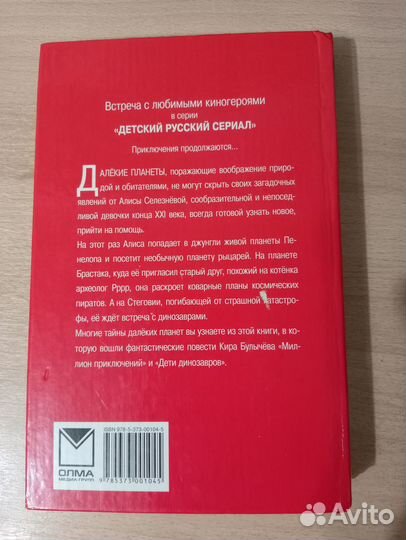 Встреча с любимыми киногероями
в серии
«ДЕТСКИЙ РУССКИЙ СЕРИАЛ»
Приключения продолжаются...
ДАЛЁКИЕ ПЛАНЕТЫ, поражающие воображение приро-
дой и обитателями, не могут скрыть своих загадочных
явлений от Алисы Селезнёвой, сообразительной и непосед-
ливой девочки конца XXI века, всегда готовой узнать новое,
прийти на помощь.
На этот раз Алиса попадает в джунгли живой планеты Пе-
нелопа и посетит необычную планету рыцарей. На планете
Брастака, куда её пригласил старый друг, похожий на котёнка
археолог Рррр, она раскроет коварные планы космических
пиратов. А на Стеговии, погибающей от страшной катастро-
фы, её ждёт встреча с динозаврами.
Многие тайны далёких планет вы узнаете из этой книги, в ко-
торую вошли фантастические повести Кира Булычёва «Мил-
лион приключений» и «Дети динозавров».
ISBN 978-5-373-00104-5
ОЛМА
МЕДИА ГРУПП
9 785373 001045
Avito